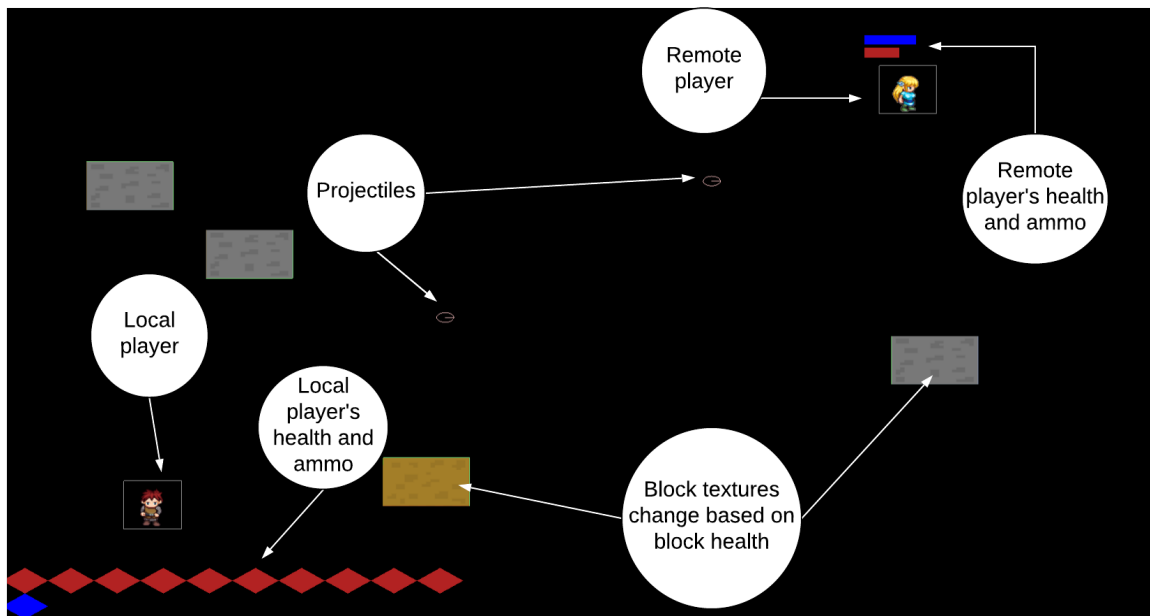 Remote
player
Projectiles
Remote
player's health
and ammo
Local
player
Local
player's
health and
ammo
Block textures
change based on
block health